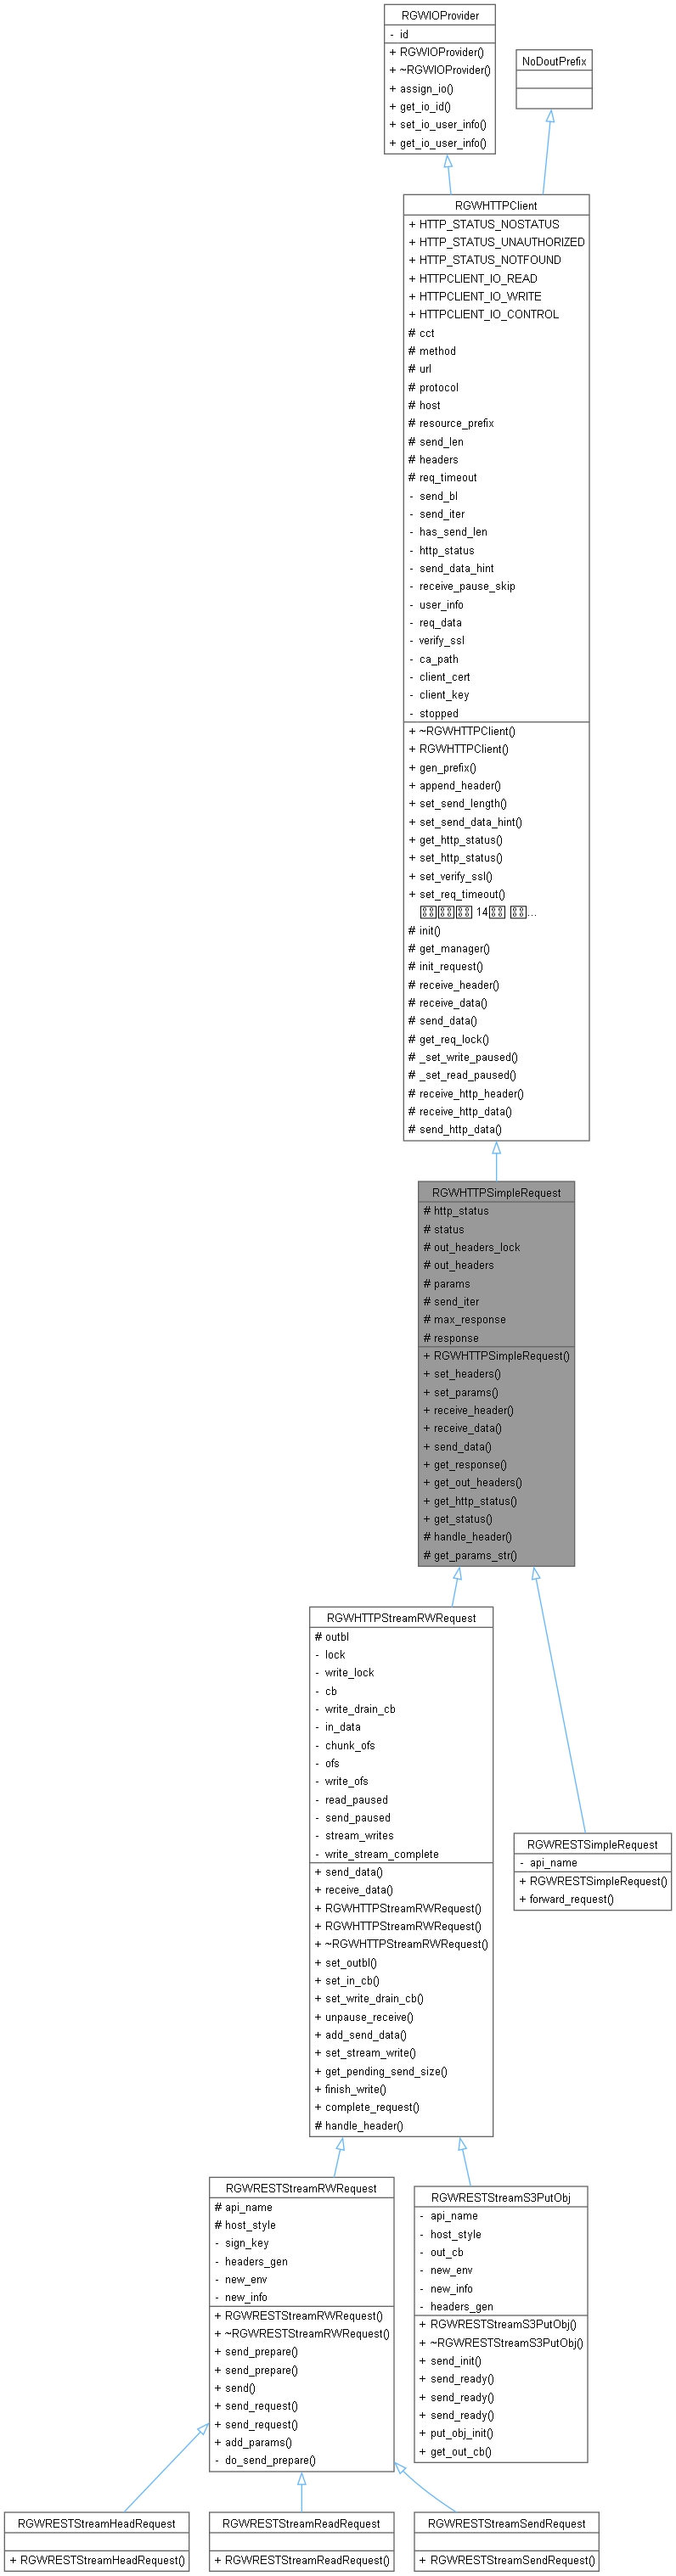 RGWIOProvider
- id
+ RGWIOProvider()
+ ~RGWIOProvider()
+ assign_io()
+ get_io_id()
+ set_io_user_info()
+ get_io_user_info()
NoDoutPrefix
RGWHTTPClient
+ HTTP_STATUS_NOSTATUS
+ HTTP_STATUS_UNAUTHORIZED
+ HTTP_STATUS_NOTFOUND
+ HTTPCLIENT_IO_READ
+ HTTPCLIENT_IO_WRITE
+ HTTPCLIENT_IO_CONTROL
# cct
# method
# url
# protocol
# host
# resource_prefix
# send_len
# headers
# req_timeout
- send_bl
- send_iter
- has_send_len
- http_status
- send_data_hint
- receive_pause_skip
- user_info
- req_data
- verify_ssl
- ca_path
- client_cert
- client_key
- stopped
+ ~RGWHTTPClient()
+ RGWHTTPClient()
+ gen_prefix()
+ append_header()
+ set_send_length()
+ set_send_data_hint()
+ get_http_status()
+ set_http_status()
+ set_verify_ssl()
+ set_req_timeout()
14 ...
# init()
# get_manager()
# init_request()
# receive_header()
# receive_data()
# send_data()
# get_req_lock()
# _set_write_paused()
# _set_read_paused()
# receive_http_header()
# receive_http_data()
# send_http_data()
RGWHTTPSimpleRequest
# http_status
# status
# out_headers_lock
# out_headers
# params
# send_iter
# max_response
# response
+ RGWHTTPSimpleRequest()
+ set_headers()
+ set_params()
+ receive_header()
+ receive_data()
+ send_data()
+ get_response()
+ get_out_headers()
+ get_http_status()
+ get_status()
# handle_header()
# get_params_str()
RGWHTTPStreamRWRequest
# outbl
- lock
- write_lock
- cb
- write_drain_cb
- in_data
- chunk_ofs
- ofs
- write_ofs
- read_paused
- send_paused
- stream_writes
- write_stream_complete
+ send_data()
+ receive_data()
+ RGWHTTPStreamRWRequest()
+ RGWHTTPStreamRWRequest()
+ ~RGWHTTPStreamRWRequest()
+ set_outbl()
+ set_in_cb()
+ set_write_drain_cb()
+ unpause_receive()
+ add_send_data()
+ set_stream_write()
+ get_pending_send_size()
+ finish_write()
+ complete_request()
# handle_header()
RGWRESTSimpleRequest
- api_name
+ RGWRESTSimpleRequest()
+ forward_request()
RGWRESTStreamRWRequest
# api_name
# host_style
- sign_key
- headers_gen
- new_env
- new_info
+ RGWRESTStreamRWRequest()
+ ~RGWRESTStreamRWRequest()
+ send_prepare()
+ send_prepare()
+ send()
+ send_request()
+ send_request()
+ add_params()
- do_send_prepare()
RGWRESTStreamS3PutObj
- api_name
- host_style
- out_cb
- new_env
- new_info
- headers_gen
+ RGWRESTStreamS3PutObj()
+ ~RGWRESTStreamS3PutObj()
+ send_init()
+ send_ready()
+ send_ready()
+ send_ready()
+ put_obj_init()
+ get_out_cb()
RGWRESTStreamHeadRequest
+ RGWRESTStreamHeadRequest()
RGWRESTStreamReadRequest
+ RGWRESTStreamReadRequest()
RGWRESTStreamSendRequest
+ RGWRESTStreamSendRequest()